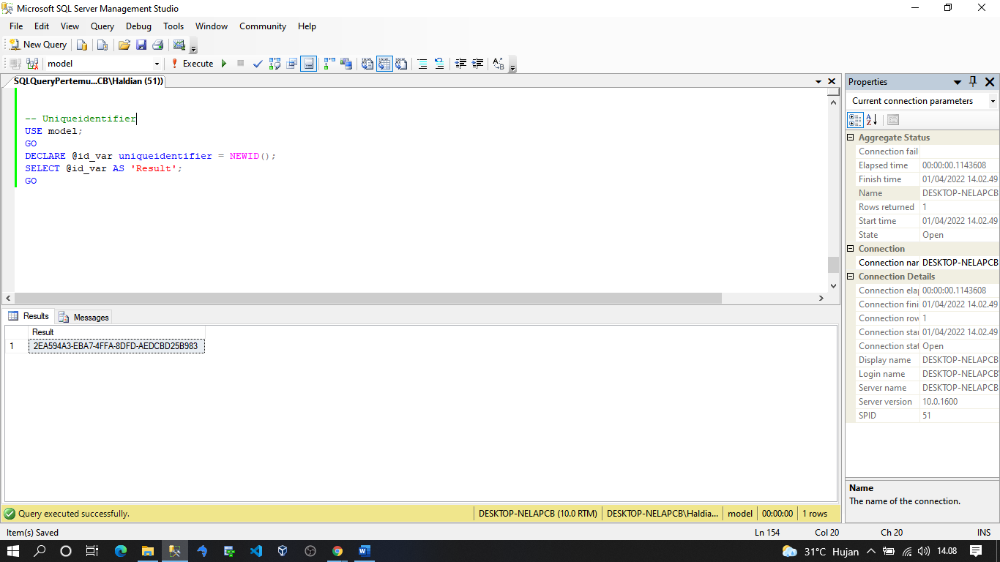 Microsoft SQL Server Management Studio
File Edit View Query Debug Tools Window Community Help
New Query
model Execute
SQLQueryPertemu...CB\Haldian (51))
-- Uniqueidentifier
USE model;
GO
DECLARE @id_var uniqueidentifier = NEWID();
SELECT @id_var AS 'Result';
GO
Results Messages
Result
1 2EA594A3-EBA7-4FFA-8DFD-AEDCBD25B983
Query executed successfully. DESKTOP-NELAPCB (10.0 RTM) DESKTOP-NELAPCB\Haldia... model 00:00:00 1 rows
Properties
Current connection parameters
Aggregate Status
Connection fail
Elapsed time 00:00:00.1143608
Finish time 01/04/2022 14.02.49
Name DESKTOP-NELAPCB
Rows returned 1
Start time 01/04/2022 14.02.49
State Open
Connection
Connection nar DESKTOP-NELAPCB
Connection Details
Connection ela 00:00:00.1143608
Connection fini 01/04/2022 14.02.49
Connection row 1
Connection star 01/04/2022 14.02.49
Connection stat Open
Display name DESKTOP-NELAPCB
Login name DESKTOP-NELAPCB
Server name DESKTOP-NELAPCB
Server version 10.0.1600
SPID 51
Name
The name of the connection.
Item(s) Saved Ln 154 Col 20 Ch 20 INS
31°C Hujan 14.08